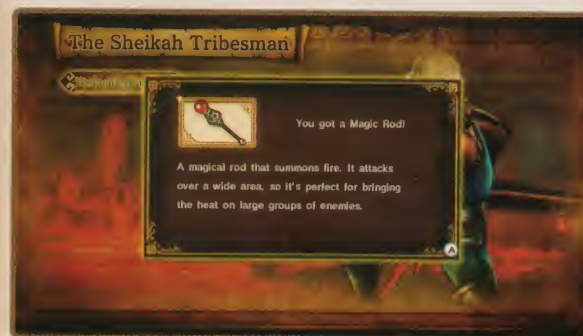 The Sheikah Tribesman
You got a Magic Rod!
A magical rod that summons fire. It attacks
over a wide area, so it's perfect for bringing
the heat on large groups of enemies.
A